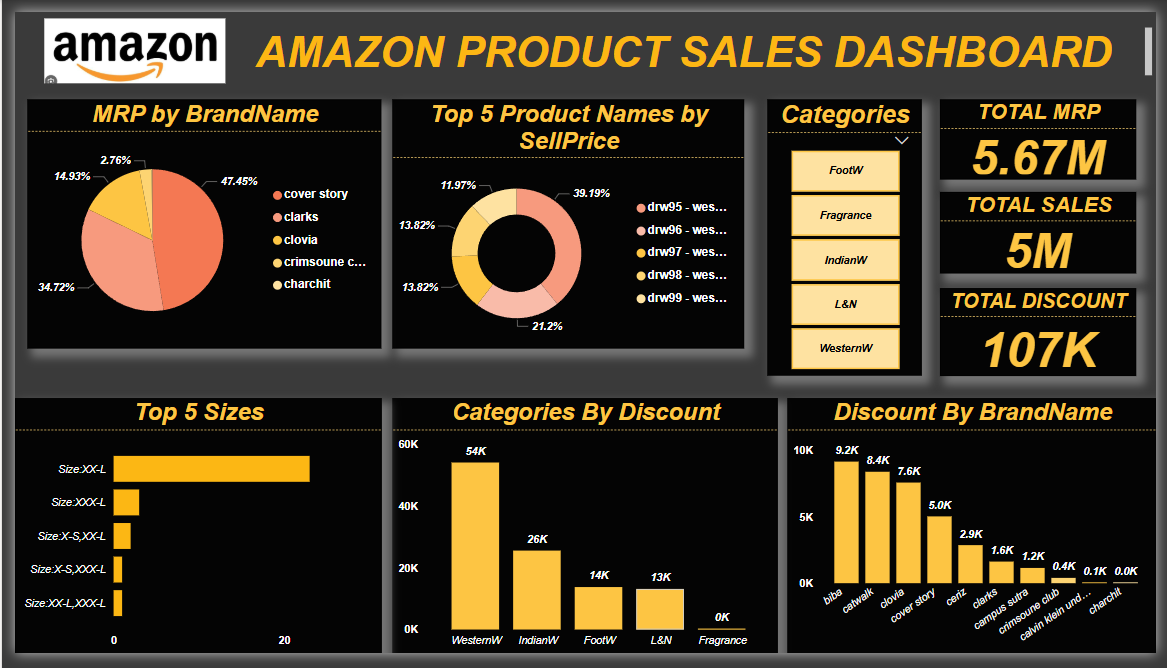 amazon
AMAZON PRODUCT SALES DASHBOARD
MRP by BrandName
2.76%
14.93%
47.45%
34.72%
cover story
clarks
clovia
crimsoune c...
charchit
Top 5 Product Names by
SellPrice
11.97%
39.19%
13.82%
13.82%
21.2%
drw95 - wes...
drw96 - wes...
drw97 - wes...
drw98 - wes...
drw99 - wes...
Categories
FootW
Fragrance
IndianW
L&N
WesternW
TOTAL MRP
5.67M
TOTAL SALES
5M
TOTAL DISCOUNT
107K
Top 5 Sizes
Size:XX-L
Size:XXX-L
Size:X-S,XX-L
Size:X-S,XXX-L
Size:XX-L,XXX-L
0 20
Categories By Discount
60K
40K
20K
0K
54K
26K
14K
13K
0K
WesternW IndianW FootW L&N Fragrance
Discount By BrandName
10K
5K
0K
9.2K
8.4K
7.6K
5.0K
2.9K
1.6K
1.2K
0.4K
0.1K
0.0K
biba
catwalk
clovia
cover story
ceriz
clarks
campus sutra
crimsoune club
calvin klein und...
charchit